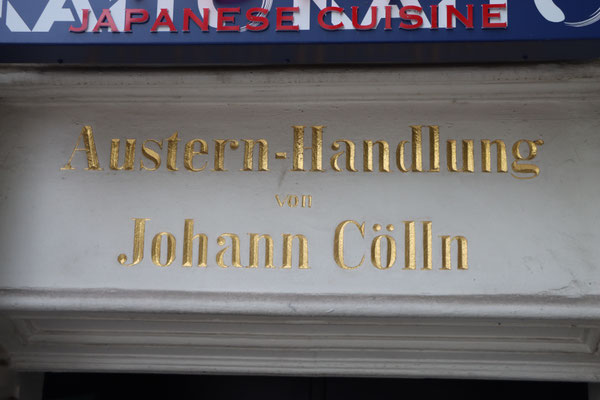 JAPANESE CUISINE
Austern-Handlung
von
Johann Cölln